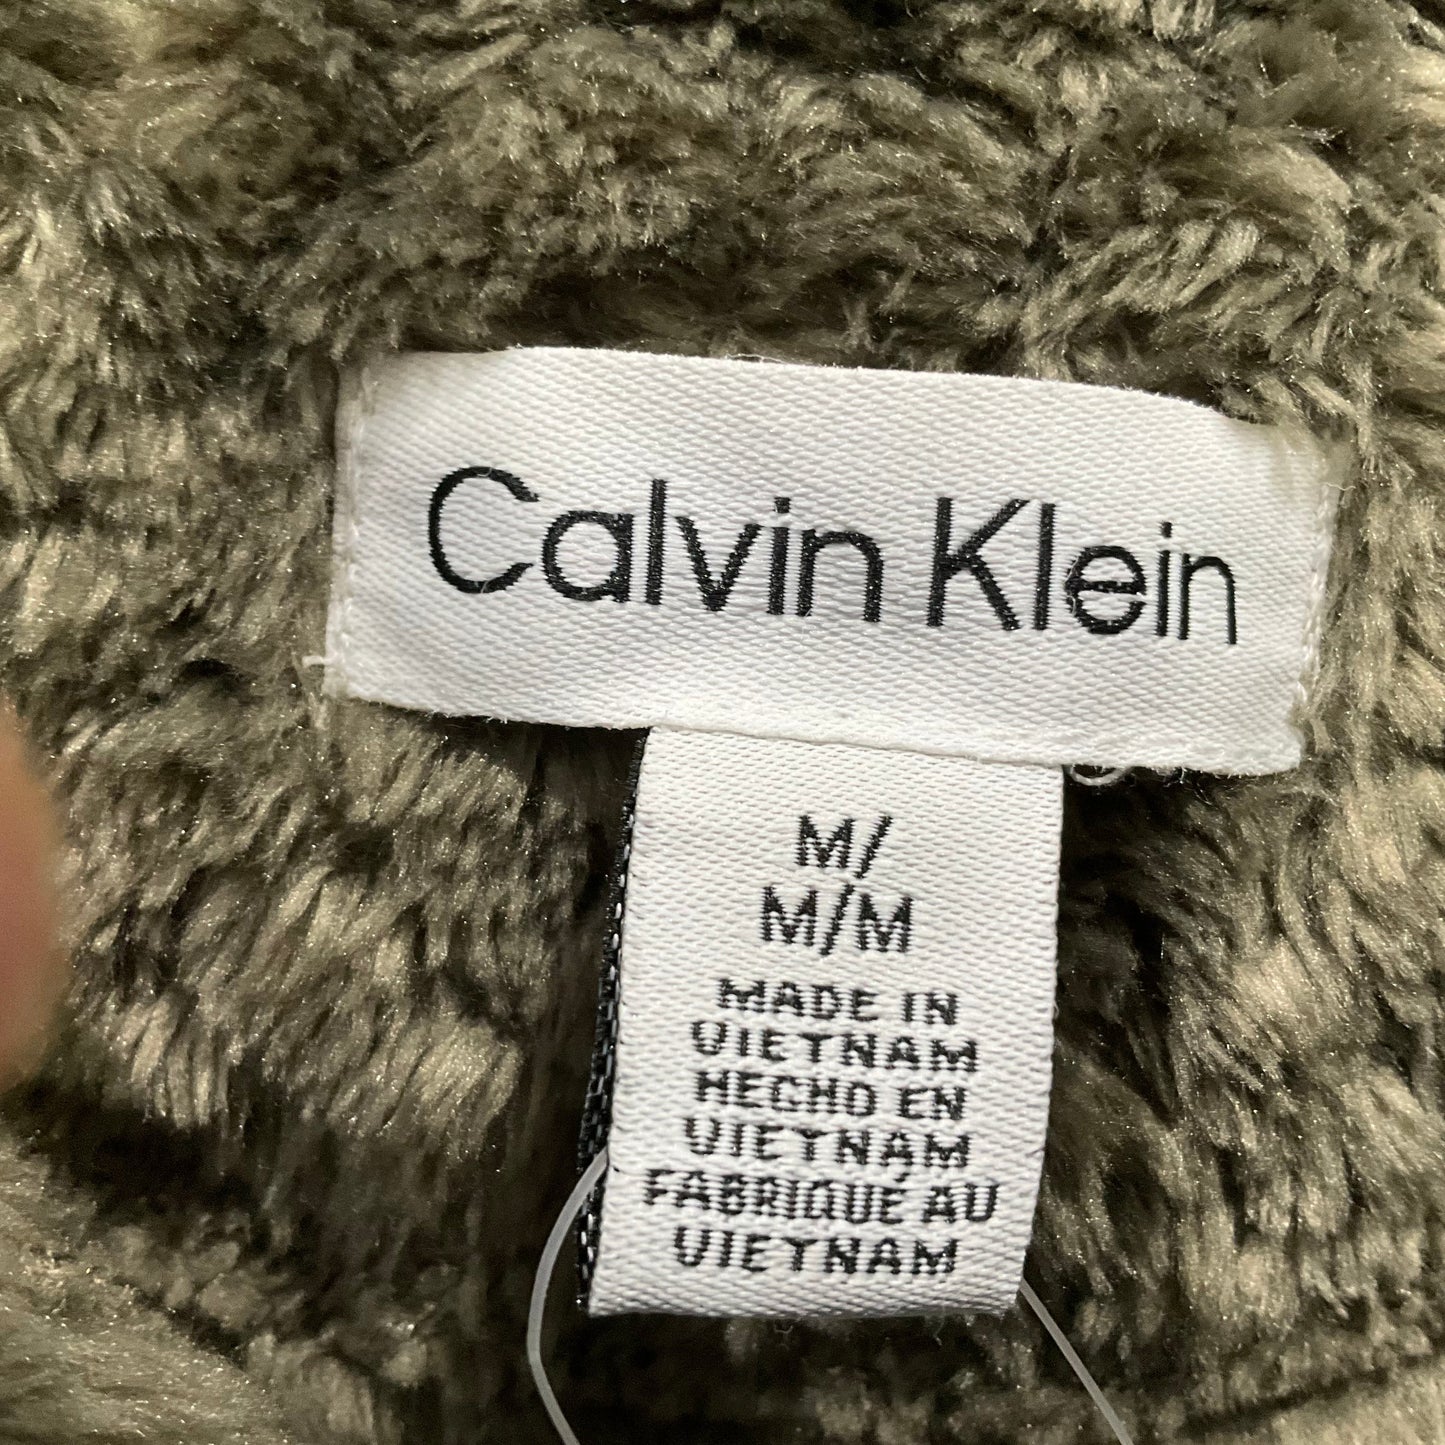 Calvin Klein
M/
M/M
MADE IN
VIETNAM
HECHO EN
VIETNAM
FABRIQUÉ AU
VIETNAM